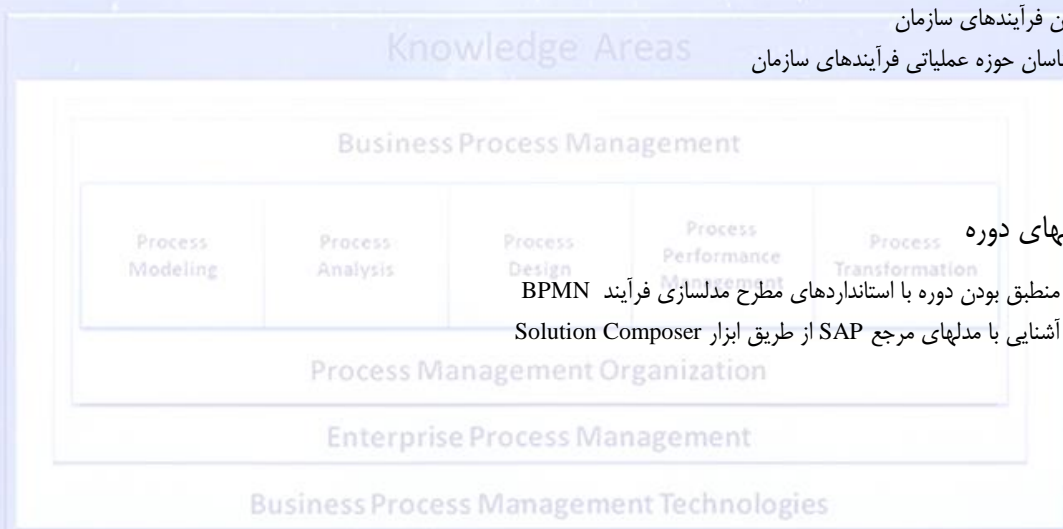 فرآیندهای سازمان
حوزه عملیاتی فرآیندهای سازمان
Knowledge Areas
Business Process Management
Process Modeling
Process Analysis
Process Design
Process Performance Management
Process Transformation
دوره
منطبق بودن دوره با استانداردهای مطرح مدلسازی فرآیند BPMN
آشنایی با مدلهای مرجع SAP از طریق ابزار Solution Composer
Process Management Organization
Enterprise Process Management
Business Process Management Technologies